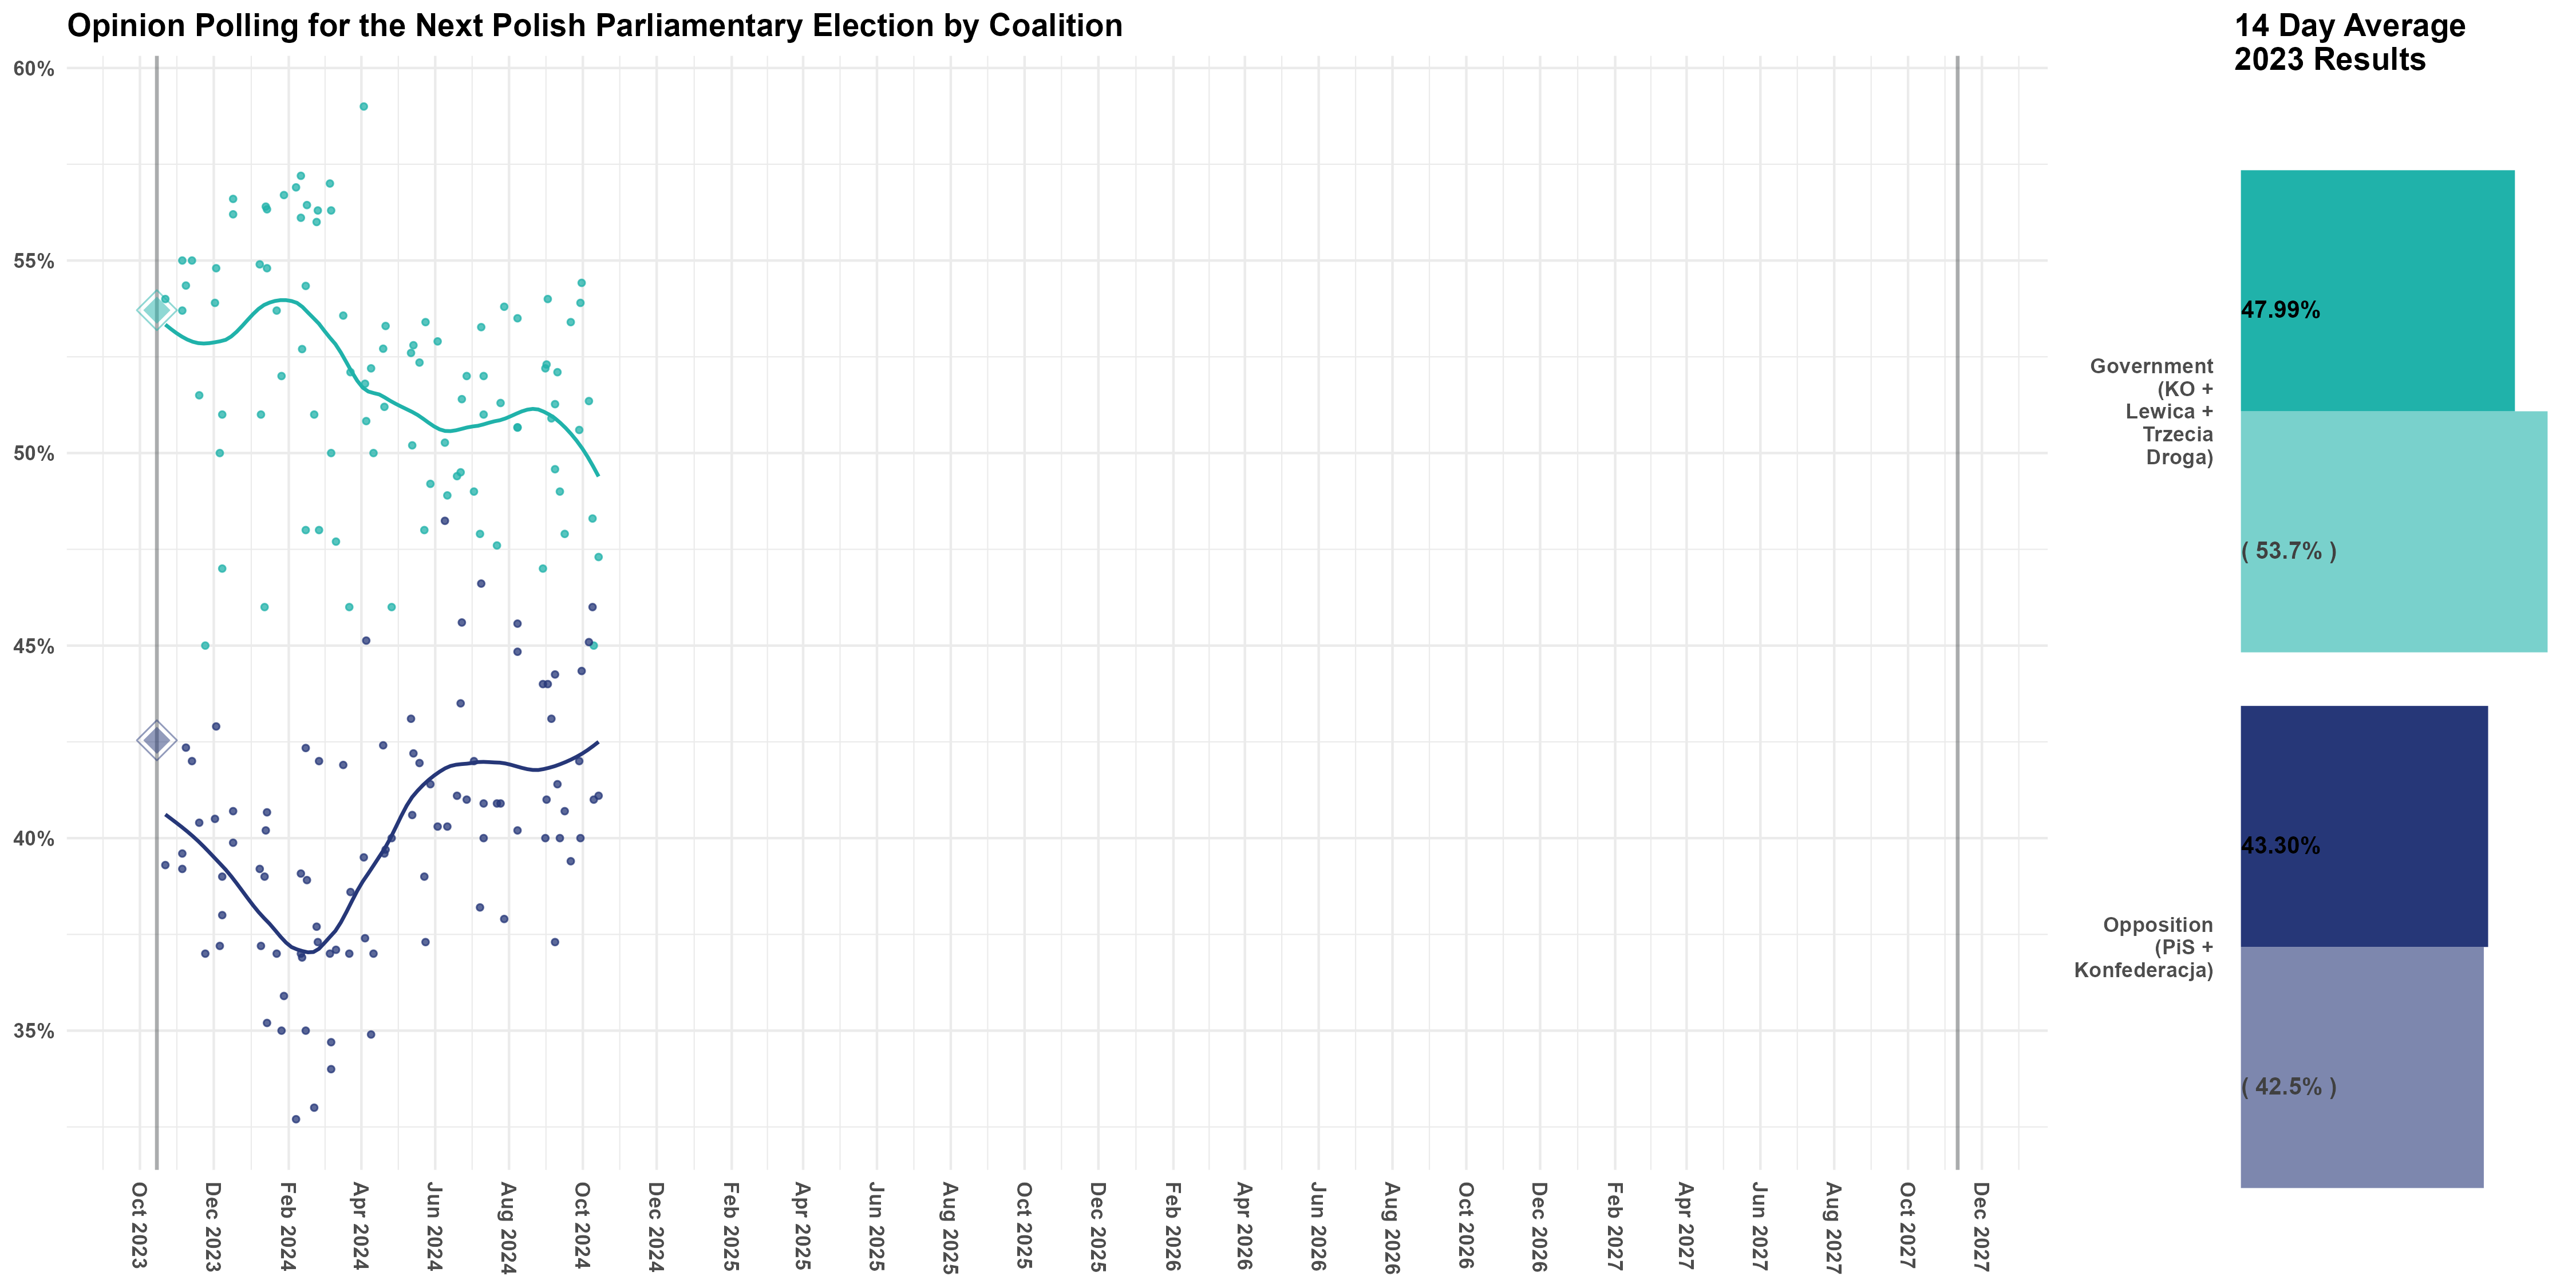 Opinion Polling for the Next Polish Parliamentary Election by Coalition
60%
55%
50%
45%
40%
35%
Oct 2023
Dec 2023
Feb 2024
Apr 2024
Jun 2024
Aug 2024
Oct 2024
Dec 2024
Feb 2025
Apr 2025
Jun 2025
Aug 2025
Oct 2025
Dec 2025
Feb 2026
Apr 2026
Jun 2026
Aug 2026
Oct 2026
Dec 2026
Feb 2027
Apr 2027
Jun 2027
Aug 2027
Oct 2027
Dec 2027
14 Day Average
2023 Results
Government
(KO +
Lewica +
Trzecia
Droga)
47.99%
( 53.7% )
Opposition
(PiS +
Konfederacja)
43.30%
( 42.5% )